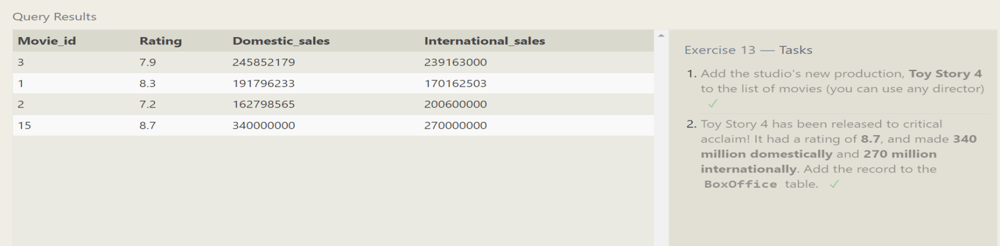 Query Results
Movie_id Rating Domestic_sales International_sales
3 7.9 245852179 239163000
1 8.3 191796233 170162503
2 7.2 162798565 200600000
15 8.7 340000000 270000000
Exercise 13 — Tasks
1. Add the studio's new production, Toy Story 4
to the list of movies (you can use any director)
✓
2. Toy Story 4 has been released to critical
acclaim! It had a rating of 8.7, and made 340
million domestically and 270 million
internationally. Add the record to the
BoxOffice table. ✓